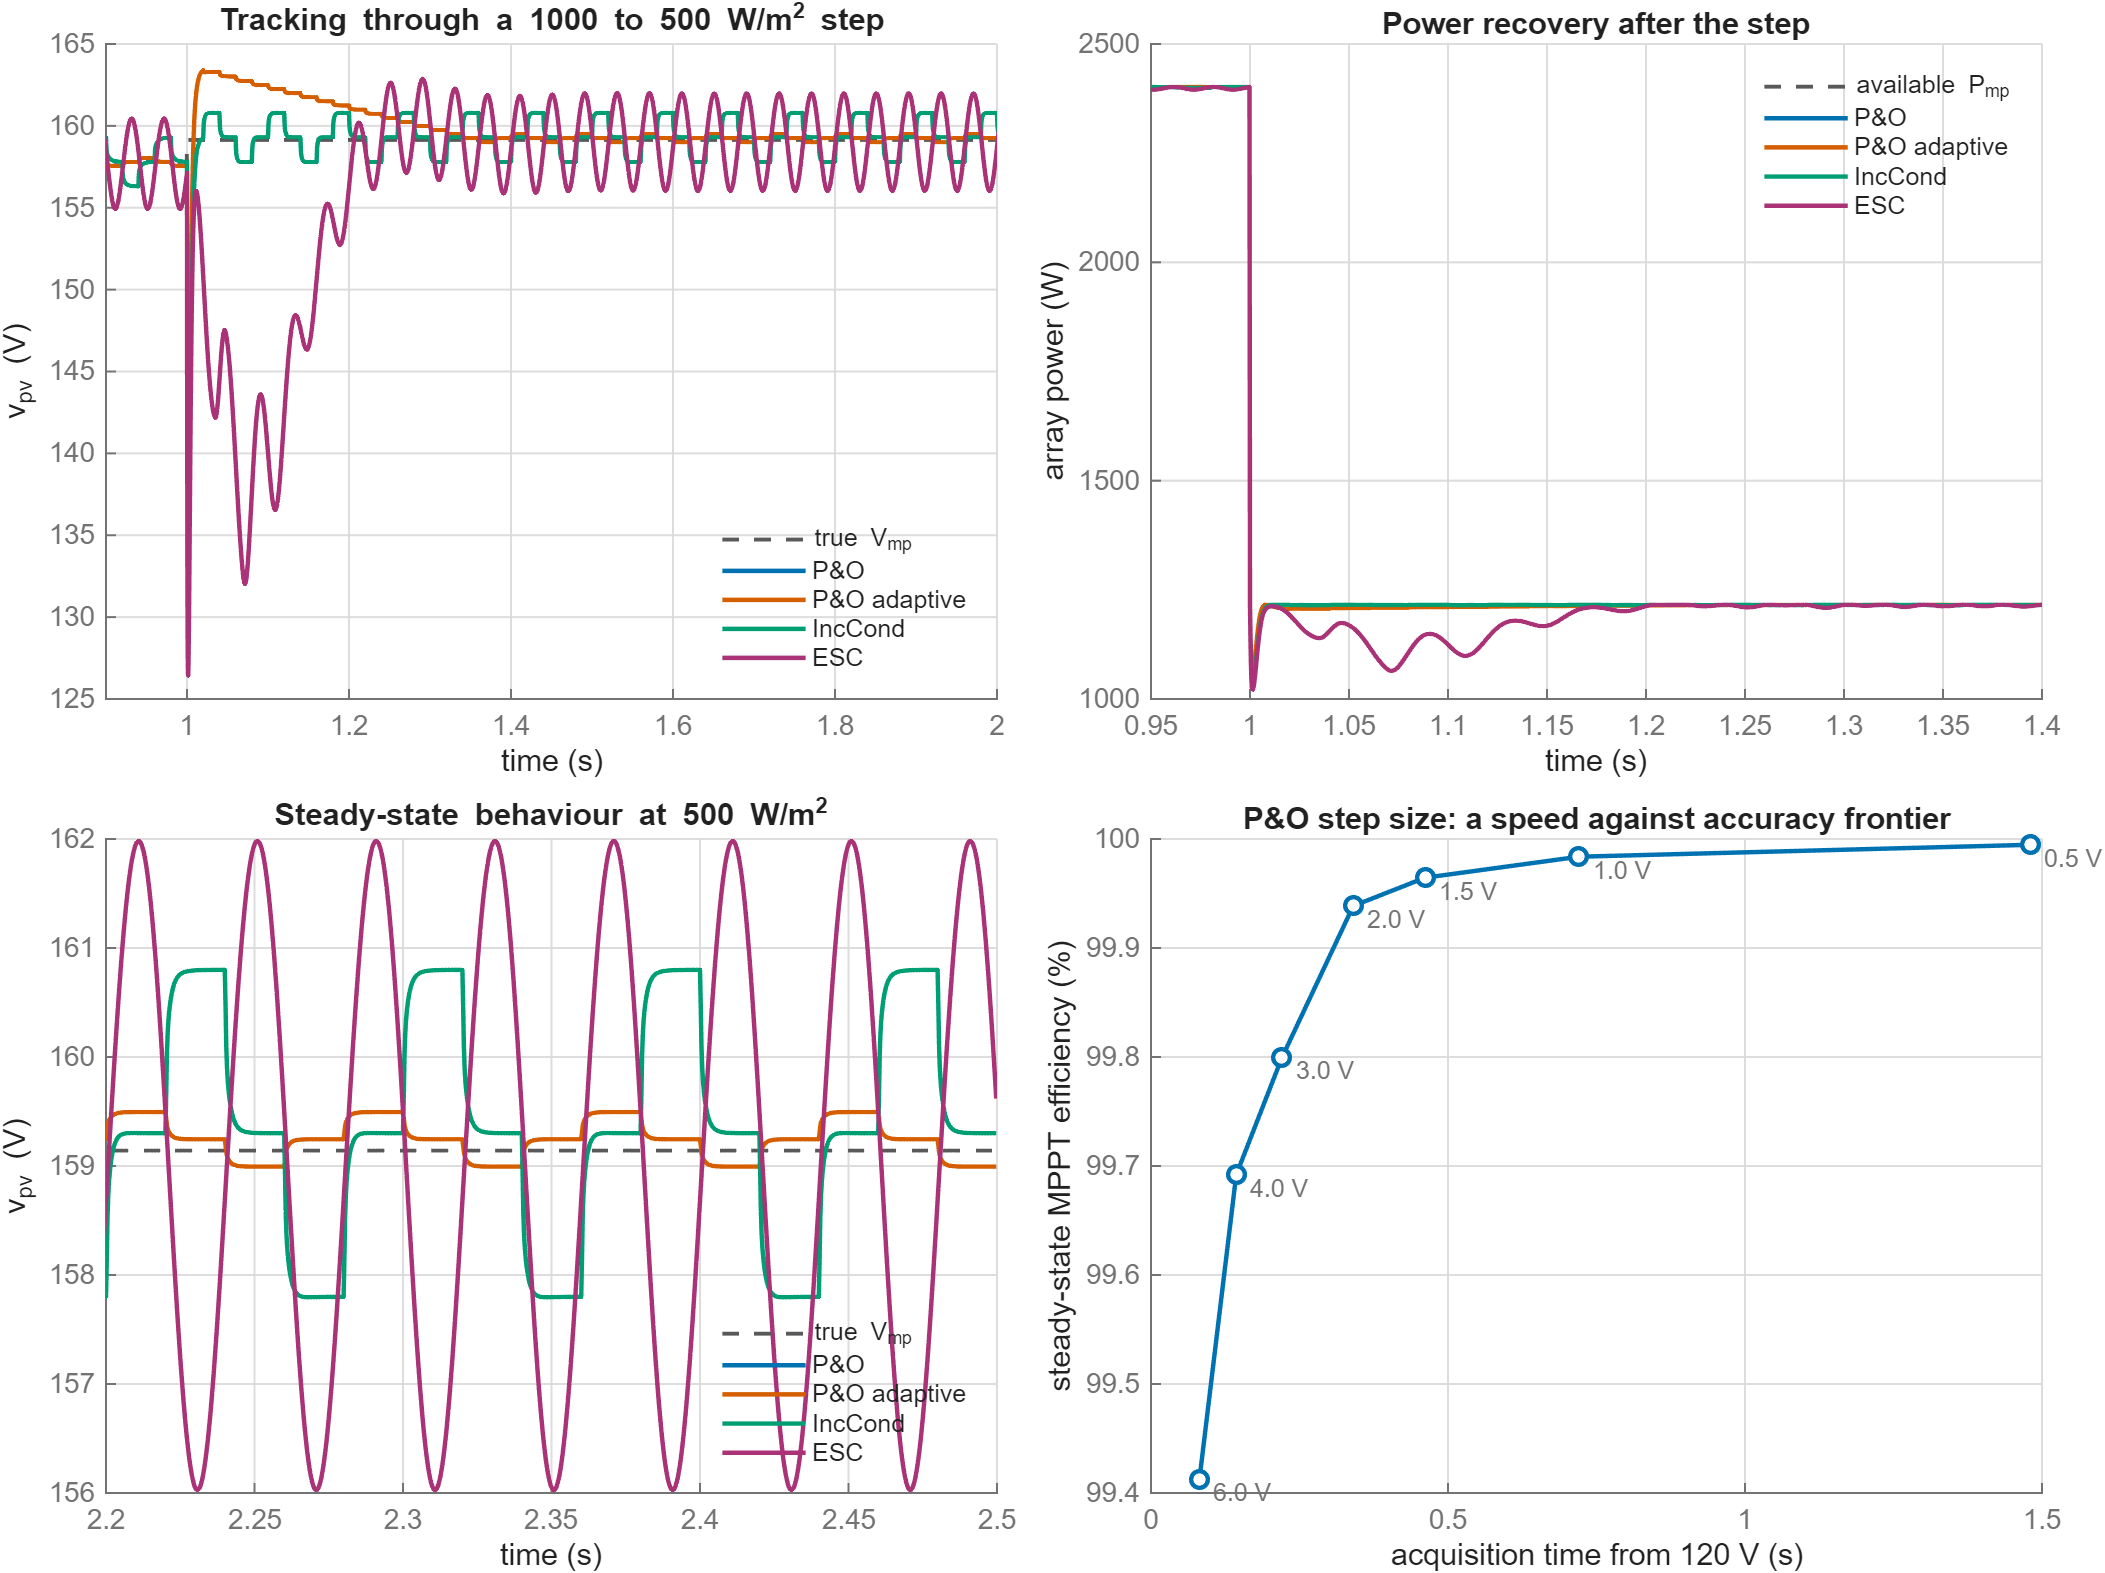 Tracking through a 1000 to 500 W/m²  step
165
160
155
150
145
140
135
130
125
v_pv (V)
1
1.2
1.4
1.6
1.8
2
time (s)
true V_mp
P&O
P&O adaptive
IncCond
ESC
Power recovery after the step
2500
2000
1500
1000
array power (W)
0.95
1
1.05
1.1
1.15
1.2
1.25
1.3
1.35
1.4
time (s)
available P_mp
P&O
P&O adaptive
IncCond
ESC
Steady-state behaviour at 500 W/m²
162
161
160
159
158
157
156
v_pv (V)
2.2
2.25
2.3
2.35
2.4
2.45
2.5
time (s)
true V_mp
P&O
P&O adaptive
IncCond
ESC
P&O step size: a speed against accuracy frontier
100
99.9
99.8
99.7
99.6
99.5
99.4
steady-state MPPT efficiency (%)
0.5 V
1.0 V
1.5 V
2.0 V
3.0 V
4.0 V
6.0 V
0
0.5
1
1.5
acquisition time from 120 V (s)